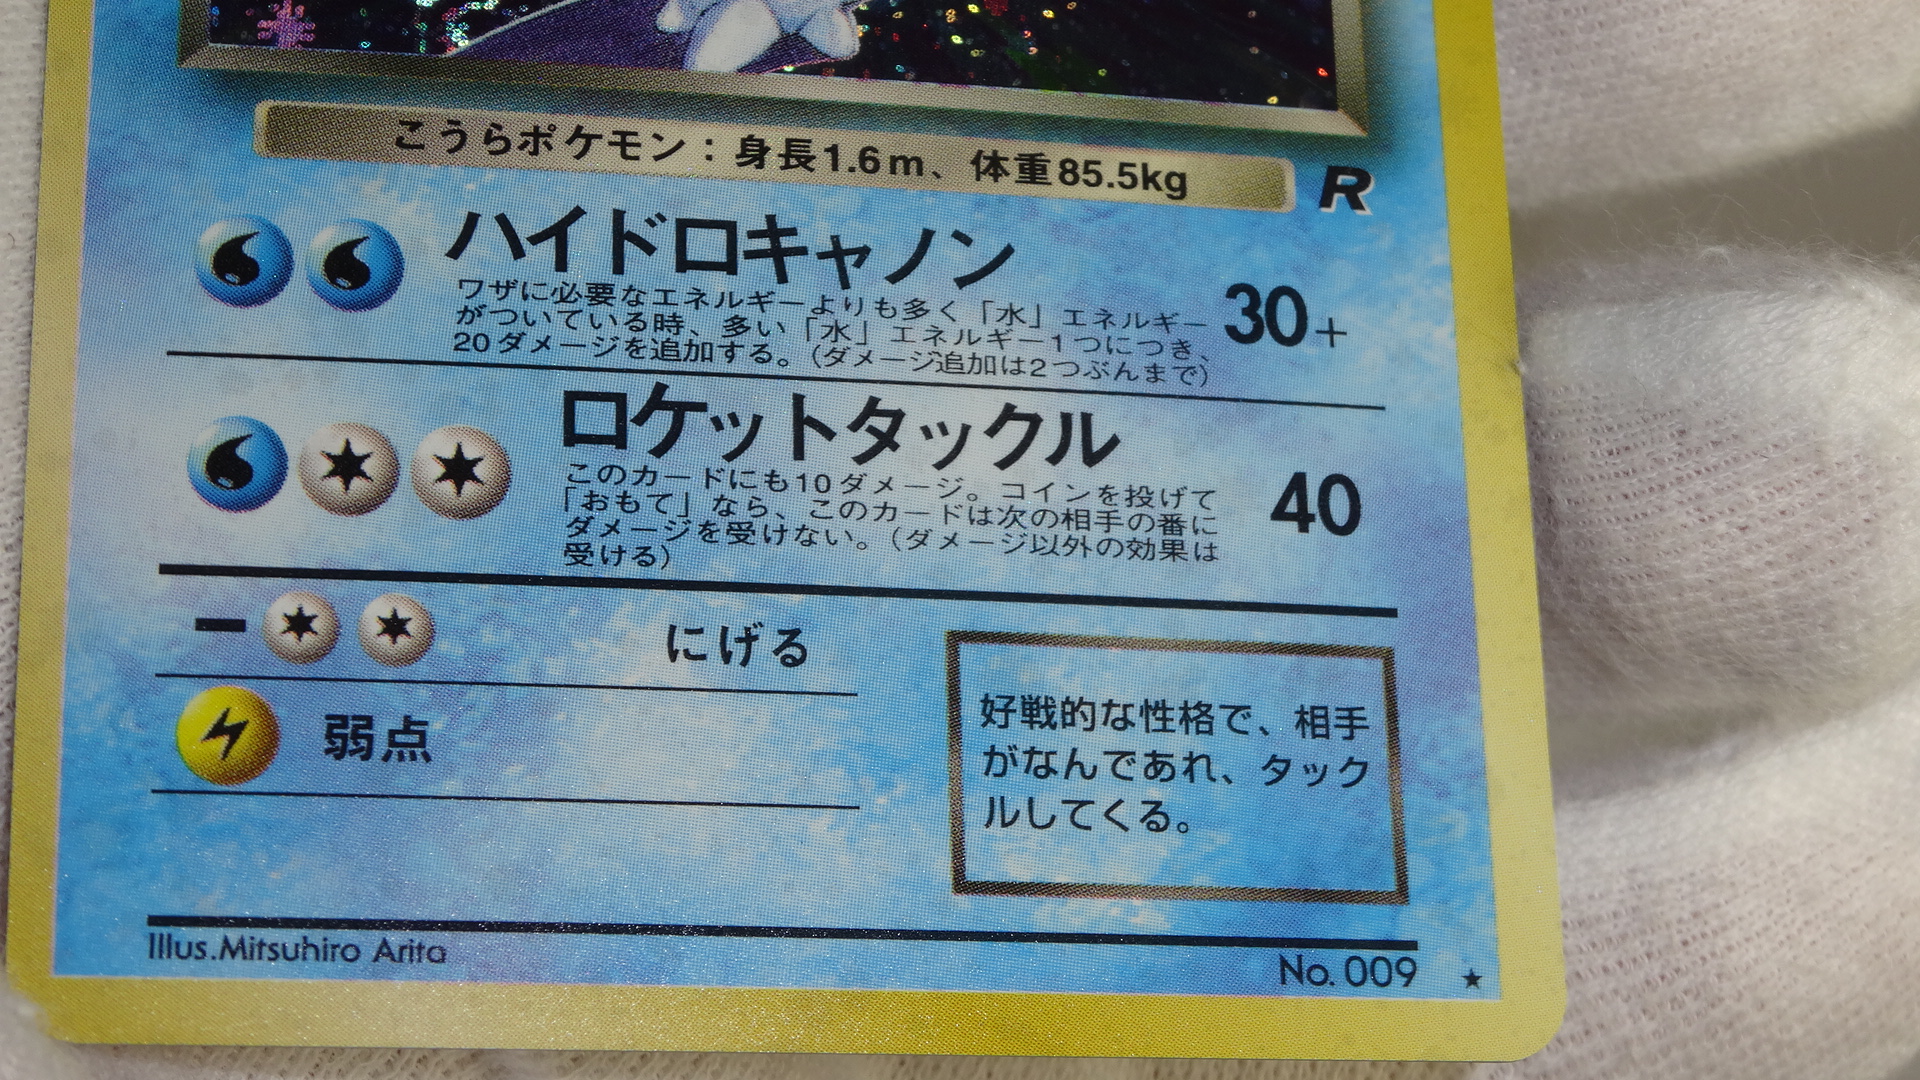 こうらポケモン：身長1.6m、体重85.5kg
R
ハイドロキャノン
ワザに必要なエネルギーよりも多く「水」エネルギー
がついている時、多い「水」エネルギー1つにつき、
20ダメージを追加する。（ダメージ追加は2つぶんまで）
30+
ロケットタックル
このカードにも10ダメージ。コインを投げて
「おもて」なら、このカードは次の相手の番に
ダメージを受けない。（ダメージ以外の効果は
受ける）
40
にげる
弱点
好戦的な性格で、相手
がなんであれ、タック
ルしてくる。
Illus.Mitsuhiro Arita
No.009 ★